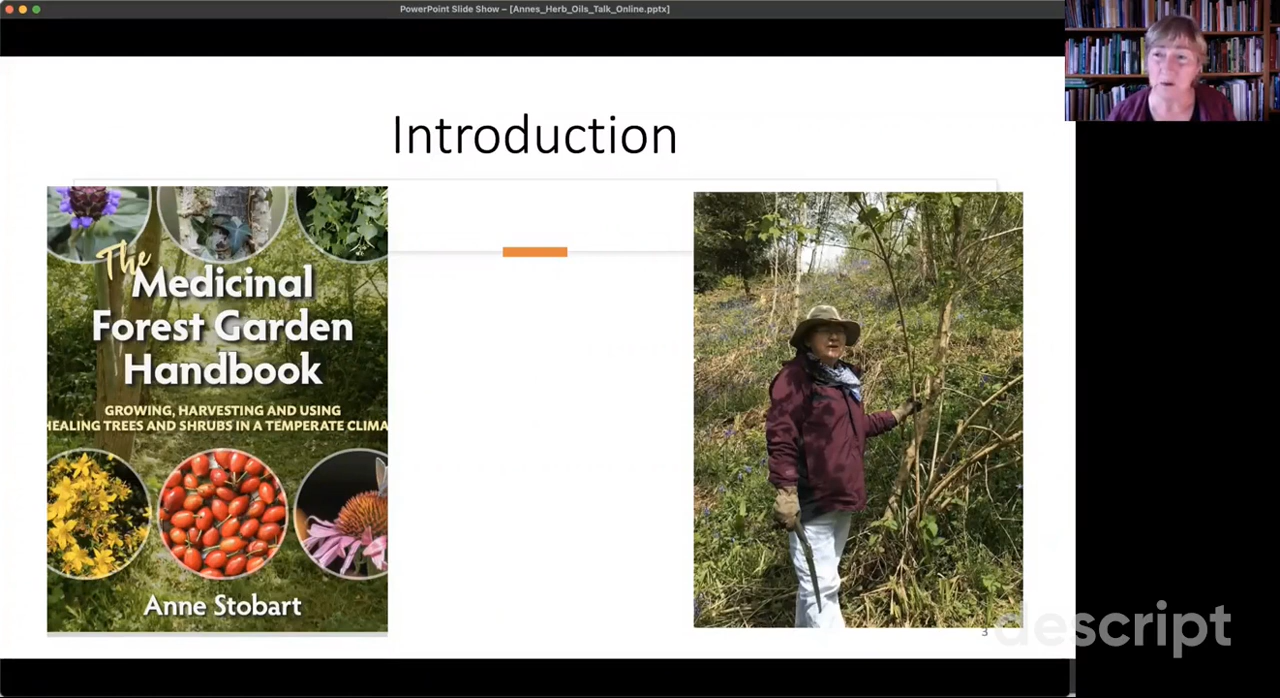 PowerPoint Slide Show – [Annes_Herb_Oils_Talk_Online.pptx]
Introduction
The
Medicinal
Forest Garden
Handbook
GROWING, HARVESTING AND USING
HEALING TREES AND SHRUBS IN A TEMPERATE CLIMA
Anne Stobart
3
descript